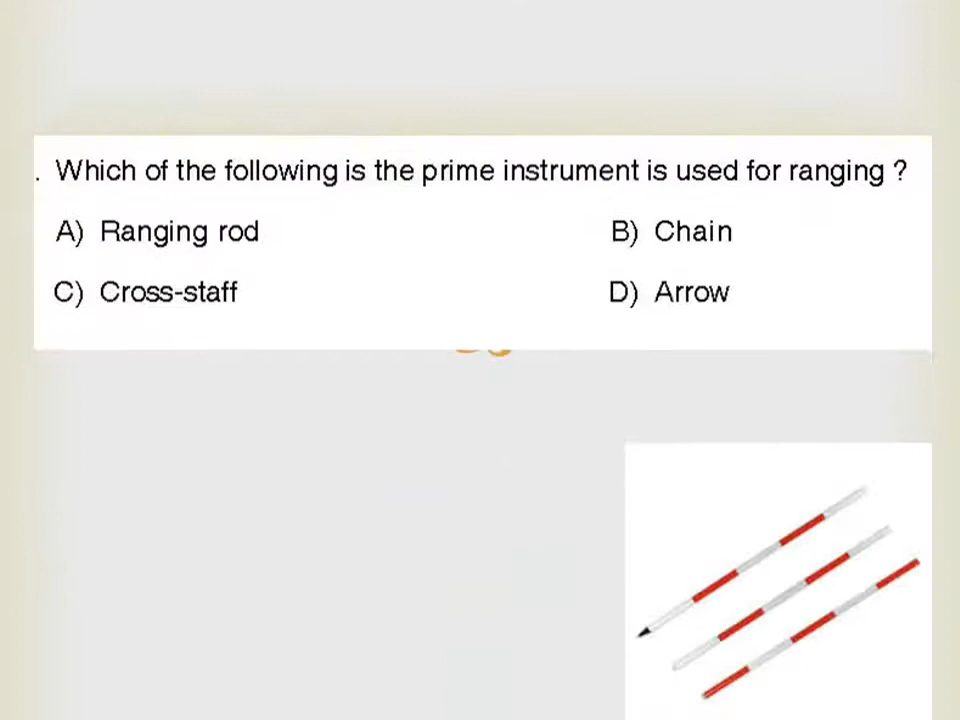 . Which of the following is the prime instrument is used for ranging ?
A) Ranging rod B) Chain
C) Cross-staff D) Arrow